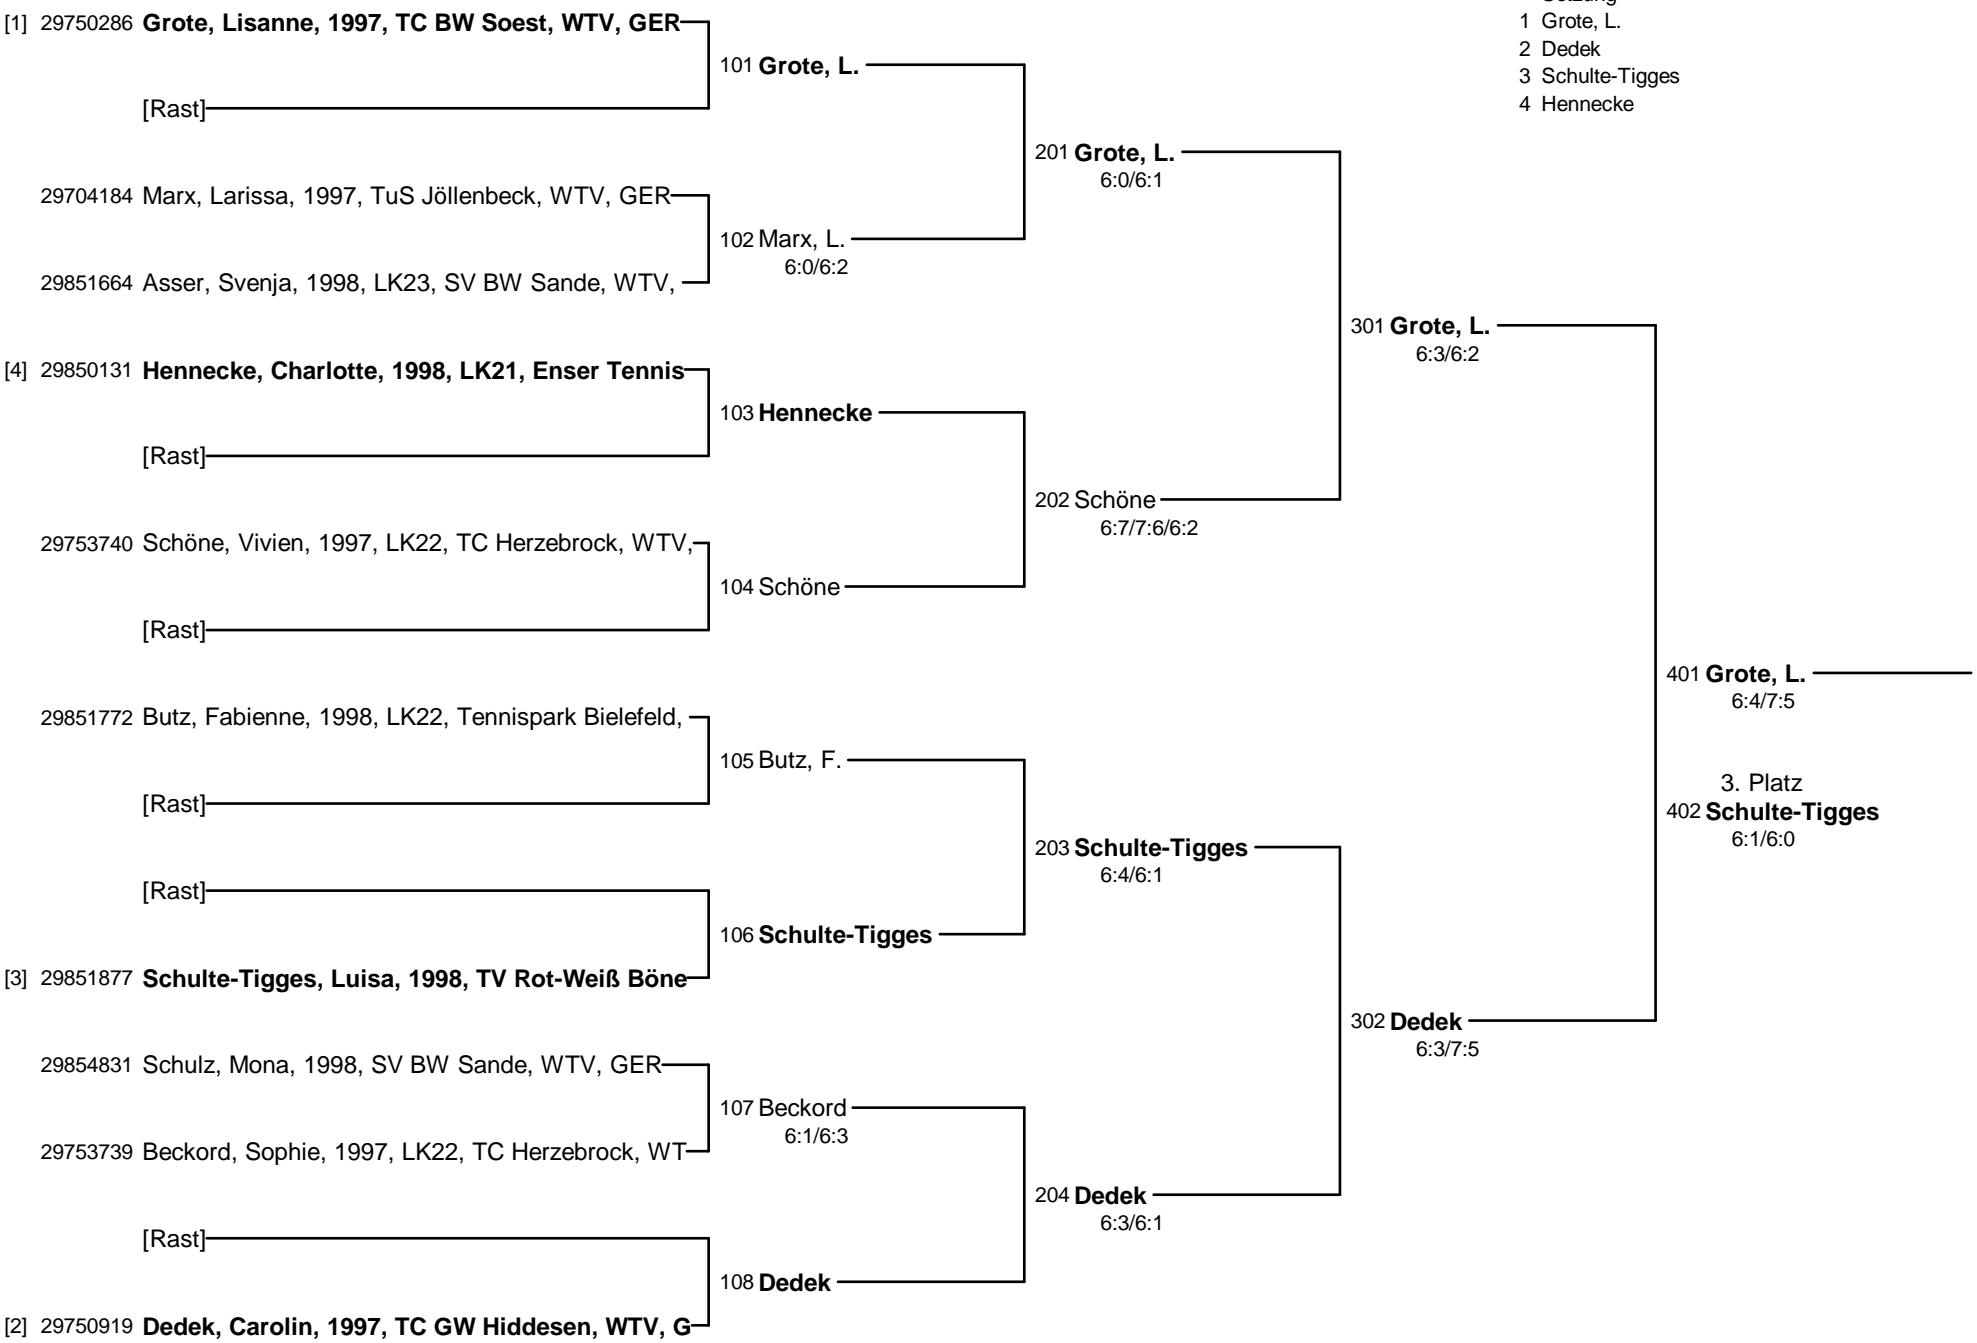 Setzung
[1] 29750286 Grote, Lisanne, 1997, TC BW Soest, WTV, GER
1 Grote, L.
2 Dedek
101 Grote, L.
3 Schulte-Tigges
[Rast]
4 Hennecke
201 Grote, L.
6:0/6:1
29704184 Marx, Larissa, 1997, TuS Jöllenbeck, WTV, GER
102 Marx, L.
6:0/6:2
29851664 Asser, Svenja, 1998, LK23, SV BW Sande, WTV,
301 Grote, L.
6:3/6:2
[4] 29850131 Hennecke, Charlotte, 1998, LK21, Enser Tennis
103 Hennecke
[Rast]
202 Schöne
6:7/7:6/6:2
29753740 Schöne, Vivien, 1997, LK22, TC Herzebrock, WTV,
104 Schöne
[Rast]
401 Grote, L.
6:4/7:5
29851772 Butz, Fabienne, 1998, LK22, Tennispark Bielefeld,
105 Butz, F.
3. Platz
[Rast]
402 Schulte-Tigges
6:1/6:0
203 Schulte-Tigges
6:4/6:1
[Rast]
106 Schulte-Tigges
[3] 29851877 Schulte-Tigges, Luisa, 1998, TV Rot-Weiß Böne
302 Dedek
6:3/7:5
29854831 Schulz, Mona, 1998, SV BW Sande, WTV, GER
107 Beckord
6:1/6:3
29753739 Beckord, Sophie, 1997, LK22, TC Herzebrock, WT
204 Dedek
6:3/6:1
[Rast]
108 Dedek
[2] 29750919 Dedek, Carolin, 1997, TC GW Hiddesen, WTV, G